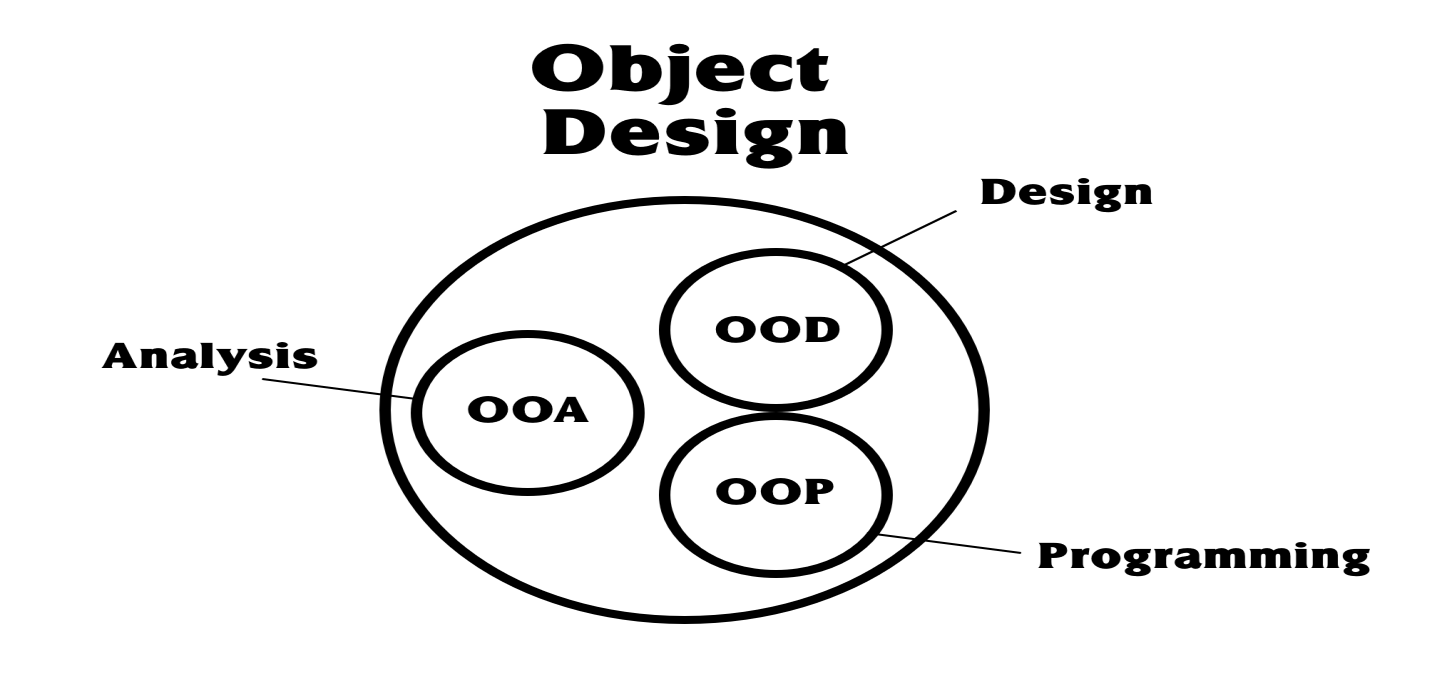 Object
Design
Design
OOD
Analysis
OOA
OOP
Programming